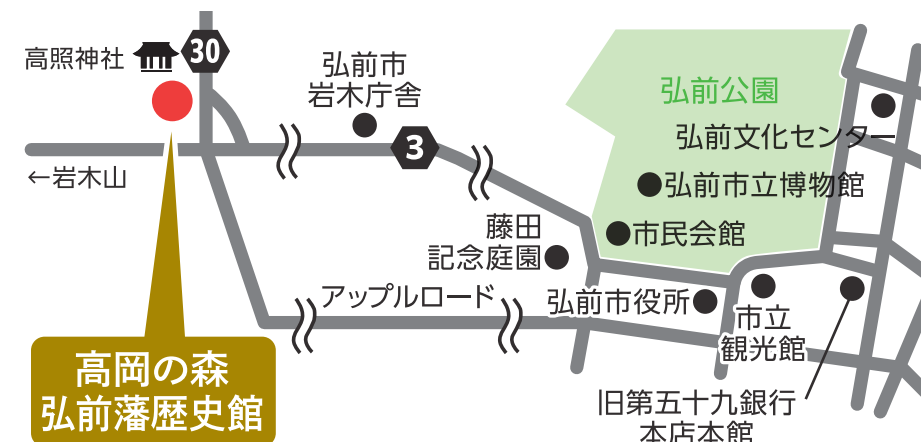 高照神社
30
弘前市
岩木庁舎
弘前公園
弘前文化センター
3
←岩木山
弘前市立博物館
藤田
記念庭園
市民会館
アップルロード
弘前市役所
市立
観光館
高岡の森
弘前藩歴史館
旧第五十九銀行
本店本館